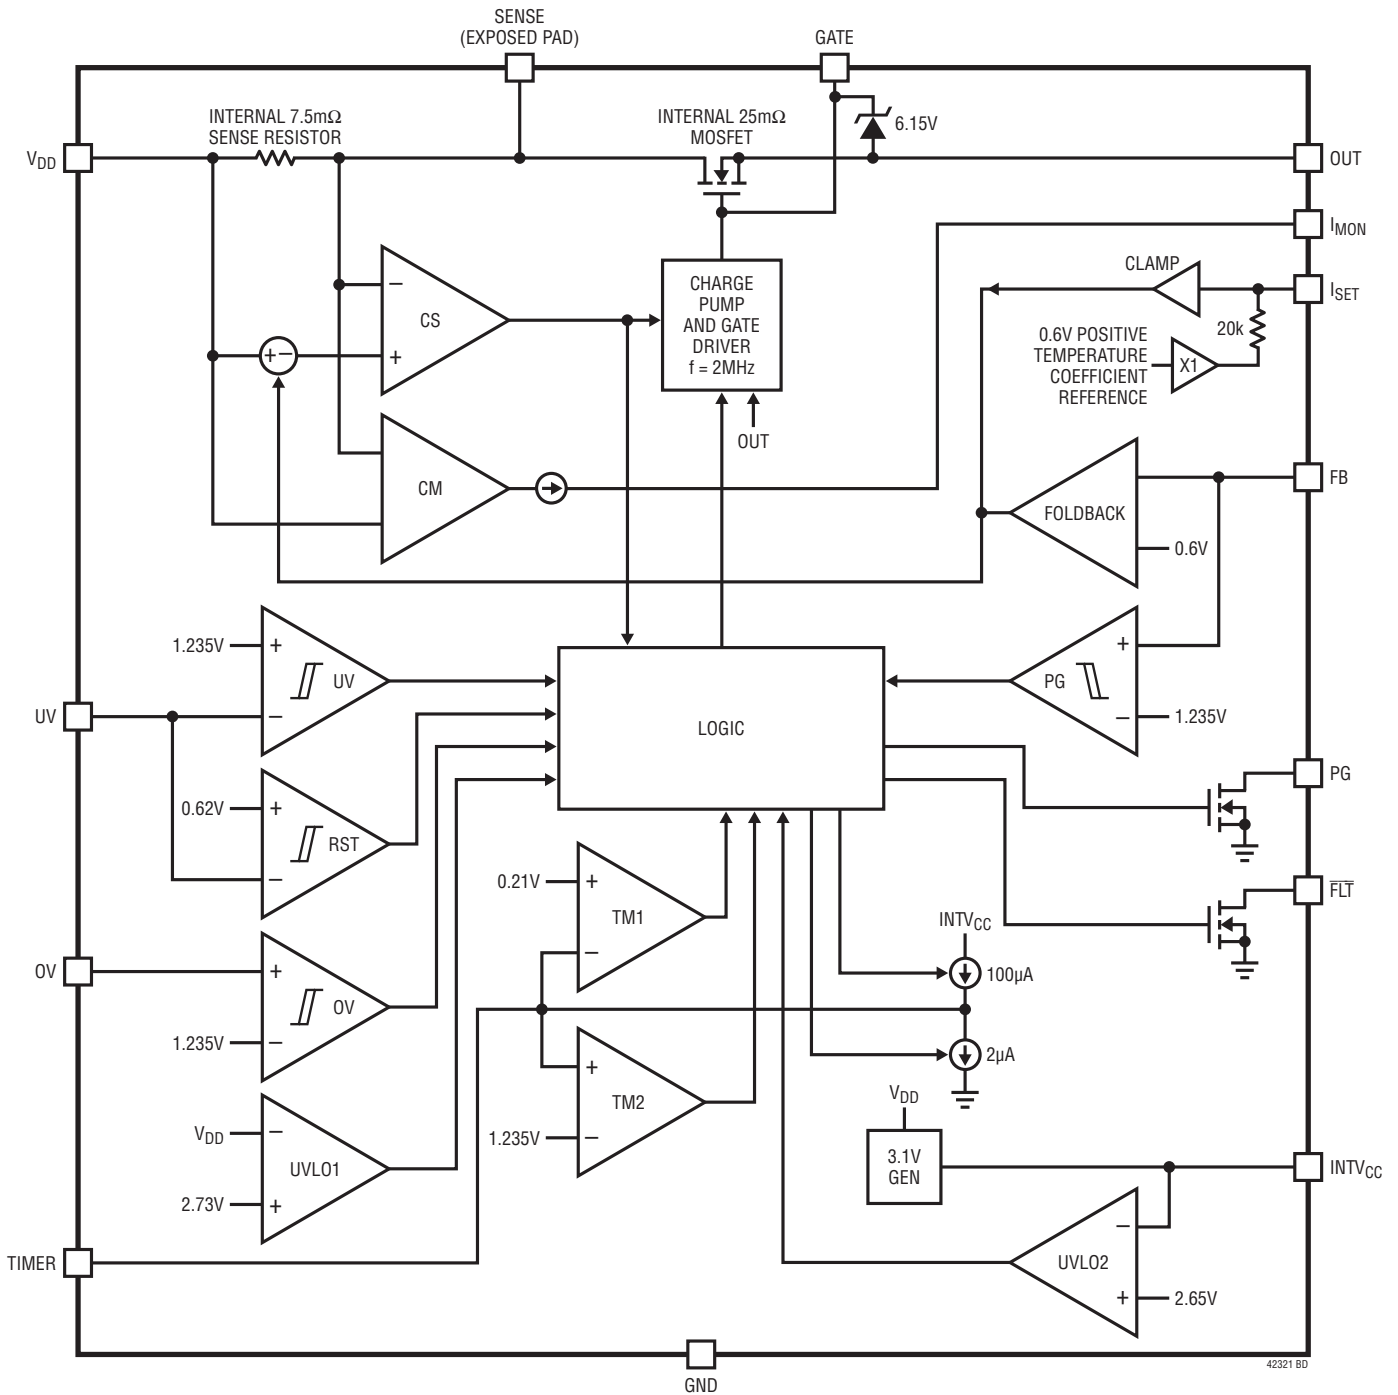 SENSE
(EXPOSED PAD)
GATE
INTERNAL 7.5mΩ
SENSE RESISTOR
INTERNAL 25mΩ
MOSFET
6.15V
VDD
OUT
IMON
CLAMP
ISET
CHARGE
PUMP
AND GATE
DRIVER
f = 2MHz
−
CS
+
+−
20k
0.6V POSITIVE
TEMPERATURE
COEFFICIENT
REFERENCE
X1
OUT
CM
FB
FOLDBACK
0.6V
1.235V
+
UV
−
UV
+
PG
−
1.235V
LOGIC
PG
0.62V
+
RST
−
0.21V
+
TM1
−
FLT
INTVCC
100µA
OV
+
OV
1.235V
−
+
TM2
1.235V
−
2µA
VDD
3.1V
GEN
VDD
−
UVLO1
2.73V
+
INTVCC
−
UVLO2
+
2.65V
TIMER
GND
42321 BD